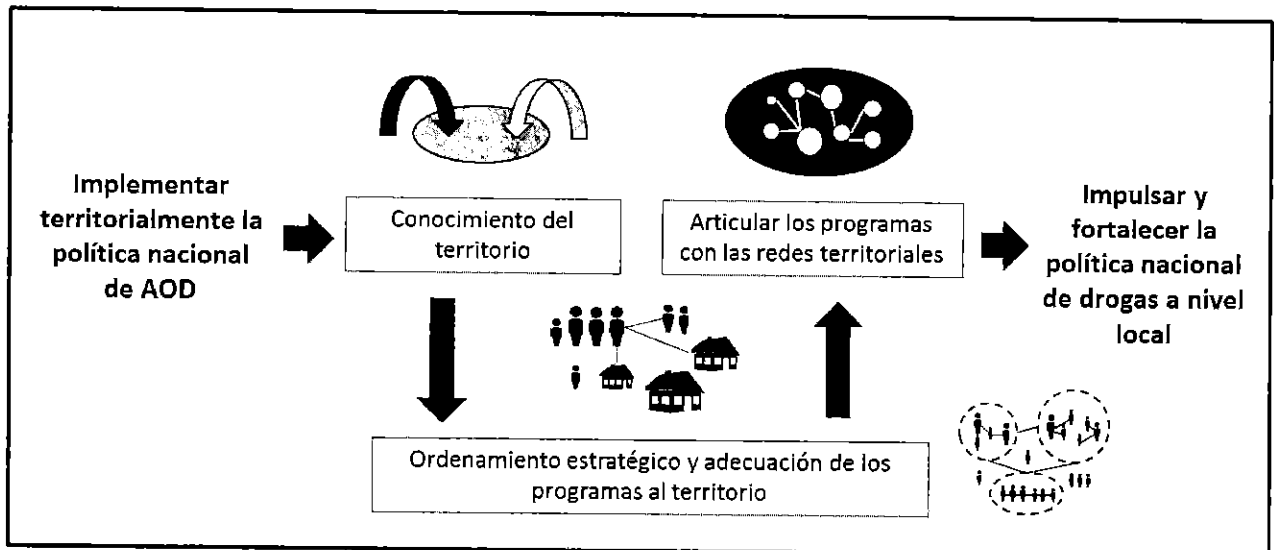 Implementar
territorialmente la
política nacional
de AOD
Conocimiento del
territorio
Ordenamiento estratégico y adecuación de los
programas al territorio
Articular los programas
con las redes territoriales
Impulsar y
fortalecer la
política nacional
de drogas a nivel
local